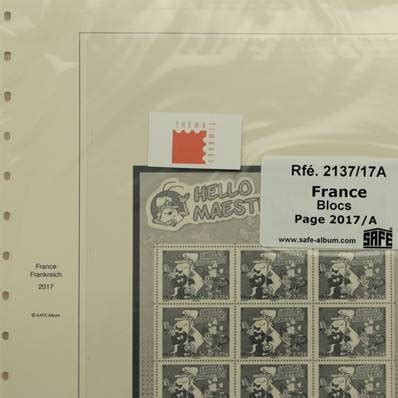 THÉMA
TIMBRES
Rfé. 2137/17A
France
Blocs
Page 2017/A
www.safe-album.com
SAFE
HELLO
MAEST
France
Frankreich
2017
© SAFE-Album